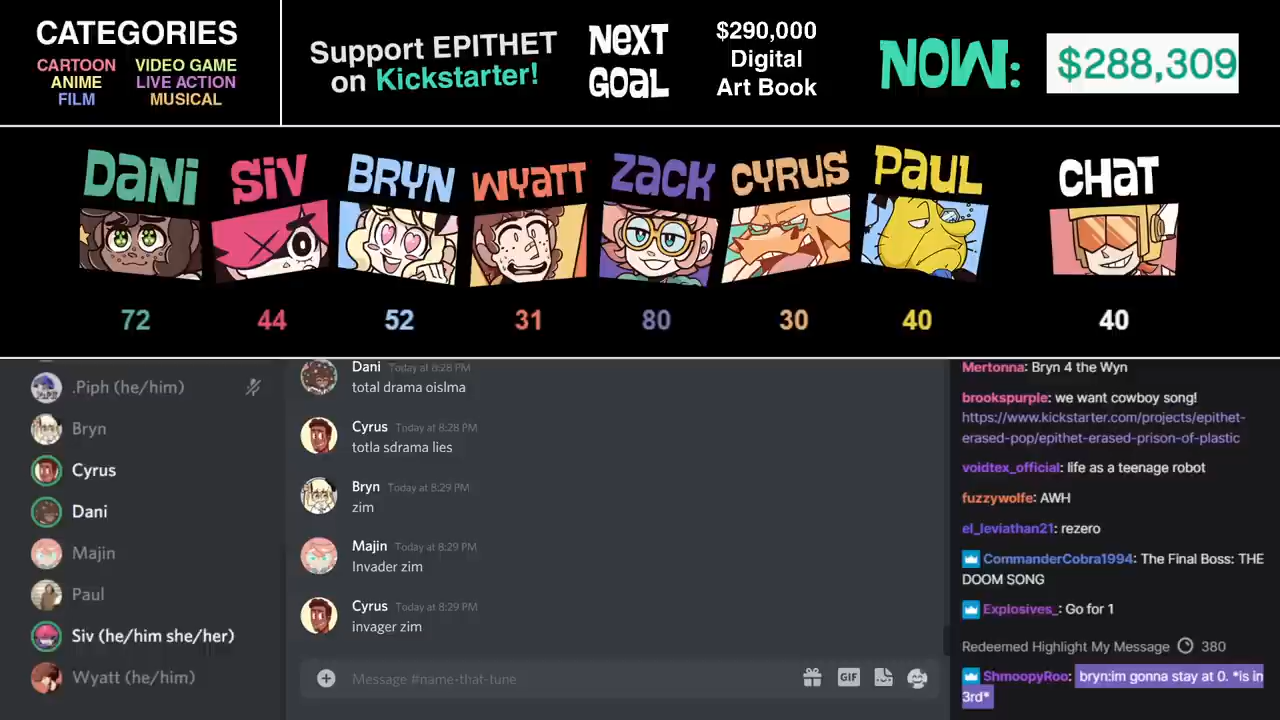 CATEGORIES
CARTOON
ANIME
FILM
VIDEO GAME
LIVE ACTION
MUSICAL
Support EPITHET
on Kickstarter!
NEXT
GOAL
$290,000
Digital
Art Book
NOW:
$288,309
DANI
SIV
BRYN
WYATT
ZACK
CYRUS
PAUL
CHAT
72
44
52
31
80
30
40
40
.Piph (he/him)
Bryn
Cyrus
Dani
Majin
Paul
Siv (he/him she/her)
Wyatt (he/him)
Dani Today at 8:28 PM
total drama oislma
Cyrus Today at 8:28 PM
totla sdrama lies
Bryn Today at 8:29 PM
zim
Majin Today at 8:29 PM
Invader zim
Cyrus Today at 8:29 PM
invager zim
Message #name-that-tune
GIF
Mertonna: Bryn 4 the Wyn
brookspurple: we want cowboy song!
https://www.kickstarter.com/projects/epithet-
erased-pop/epithet-erased-prison-of-plastic
voidtex_official: life as a teenage robot
fuzzywolfe: AWH
el_leviathan21: rezero
CommanderCobra1994: The Final Boss: THE
DOOM SONG
Explosives_: Go for 1
Redeemed Highlight My Message 380
ShmoopyRoo: bryn:im gonna stay at 0. *is in
3rd*